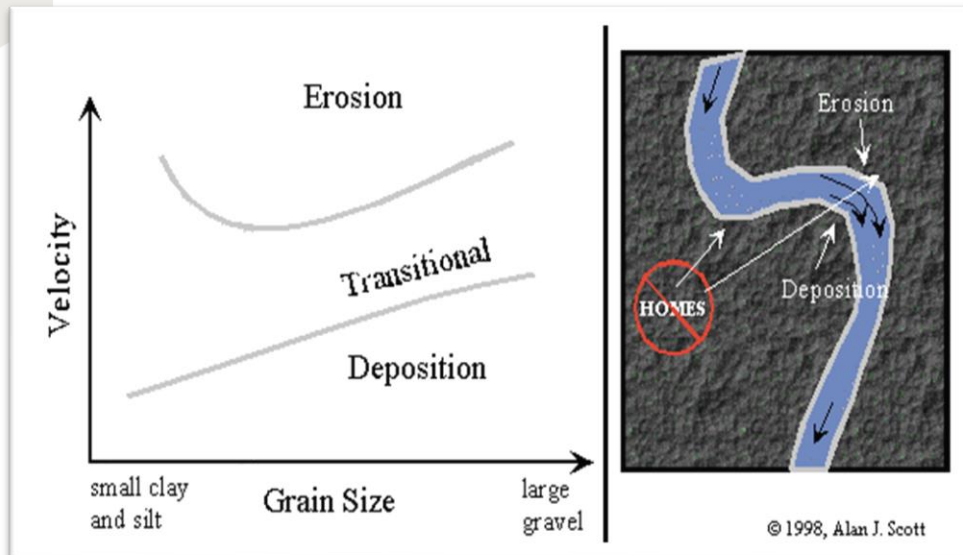 Erosion
Velocity
Transitional
Deposition
small clay
and silt
Grain Size
large
gravel
Erosion
Deposition
HOMES
© 1998, Alan J. Scott